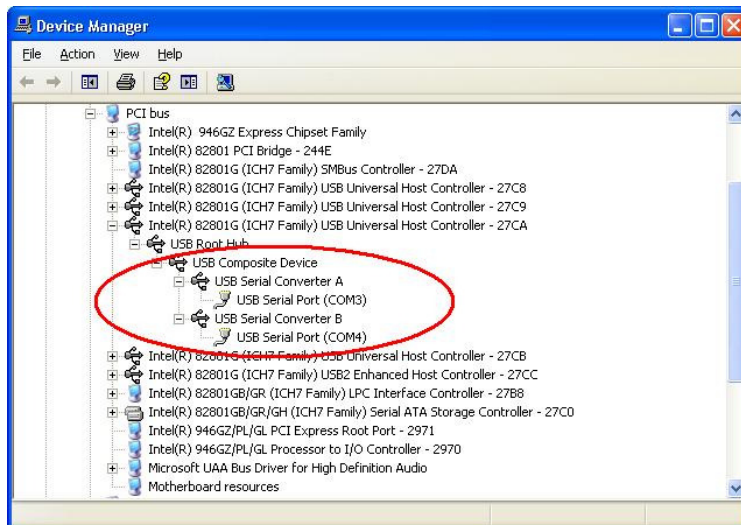 Device Manager
File Action View Help
PCI bus
Intel(R) 946GZ Express Chipset Family
Intel(R) 82801 PCI Bridge - 244E
Intel(R) 82801G (ICH7 Family) SMBus Controller - 27DA
Intel(R) 82801G (ICH7 Family) USB Universal Host Controller - 27C8
Intel(R) 82801G (ICH7 Family) USB Universal Host Controller - 27C9
Intel(R) 82801G (ICH7 Family) USB Universal Host Controller - 27CA
USB Root Hub
USB Composite Device
USB Serial Converter A
USB Serial Port (COM3)
USB Serial Converter B
USB Serial Port (COM4)
Intel(R) 82801G (ICH7 Family) USB Universal Host Controller - 27CB
Intel(R) 82801G (ICH7 Family) USB2 Enhanced Host Controller - 27CC
Intel(R) 82801GB/GR (ICH7 Family) LPC Interface Controller - 27B8
Intel(R) 82801GB/GR/GH (ICH7 Family) Serial ATA Storage Controller - 27C0
Intel(R) 946GZ/PL/GL PCI Express Root Port - 2971
Intel(R) 946GZ/PL/GL Processor to I/O Controller - 2970
Microsoft UAA Bus Driver for High Definition Audio
Motherboard resources